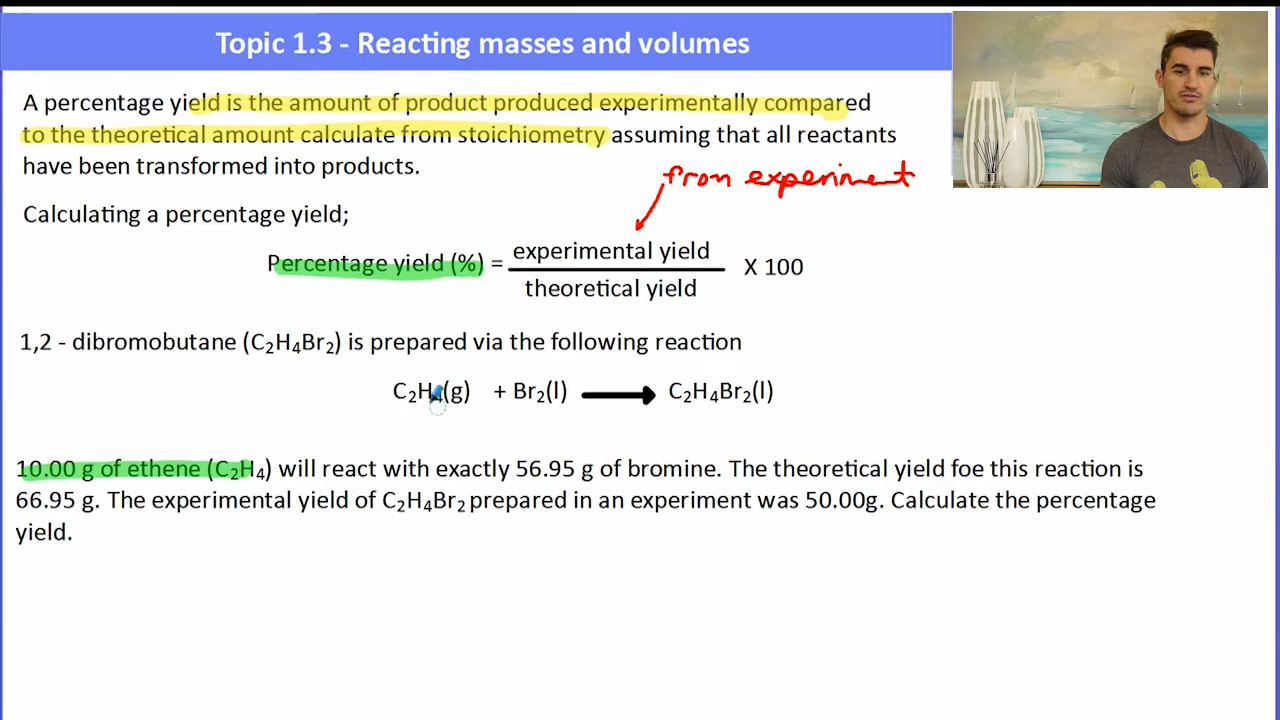 Topic 1.3 - Reacting masses and volumes
A percentage yield is the amount of product produced experimentally compared
to the theoretical amount calculate from stoichiometry assuming that all reactants
have been transformed into products.
from experiment
Calculating a percentage yield;
Percentage yield (%) = experimental yield / theoretical yield X 100
1,2 - dibromobutane (C₂H₄Br₂) is prepared via the following reaction
C₂H₄(g) + Br₂(l) ⟶ C₂H₄Br₂(l)
10.00 g of ethene (C₂H₄) will react with exactly 56.95 g of bromine. The theoretical yield foe this reaction is
66.95 g. The experimental yield of C₂H₄Br₂ prepared in an experiment was 50.00g. Calculate the percentage
yield.